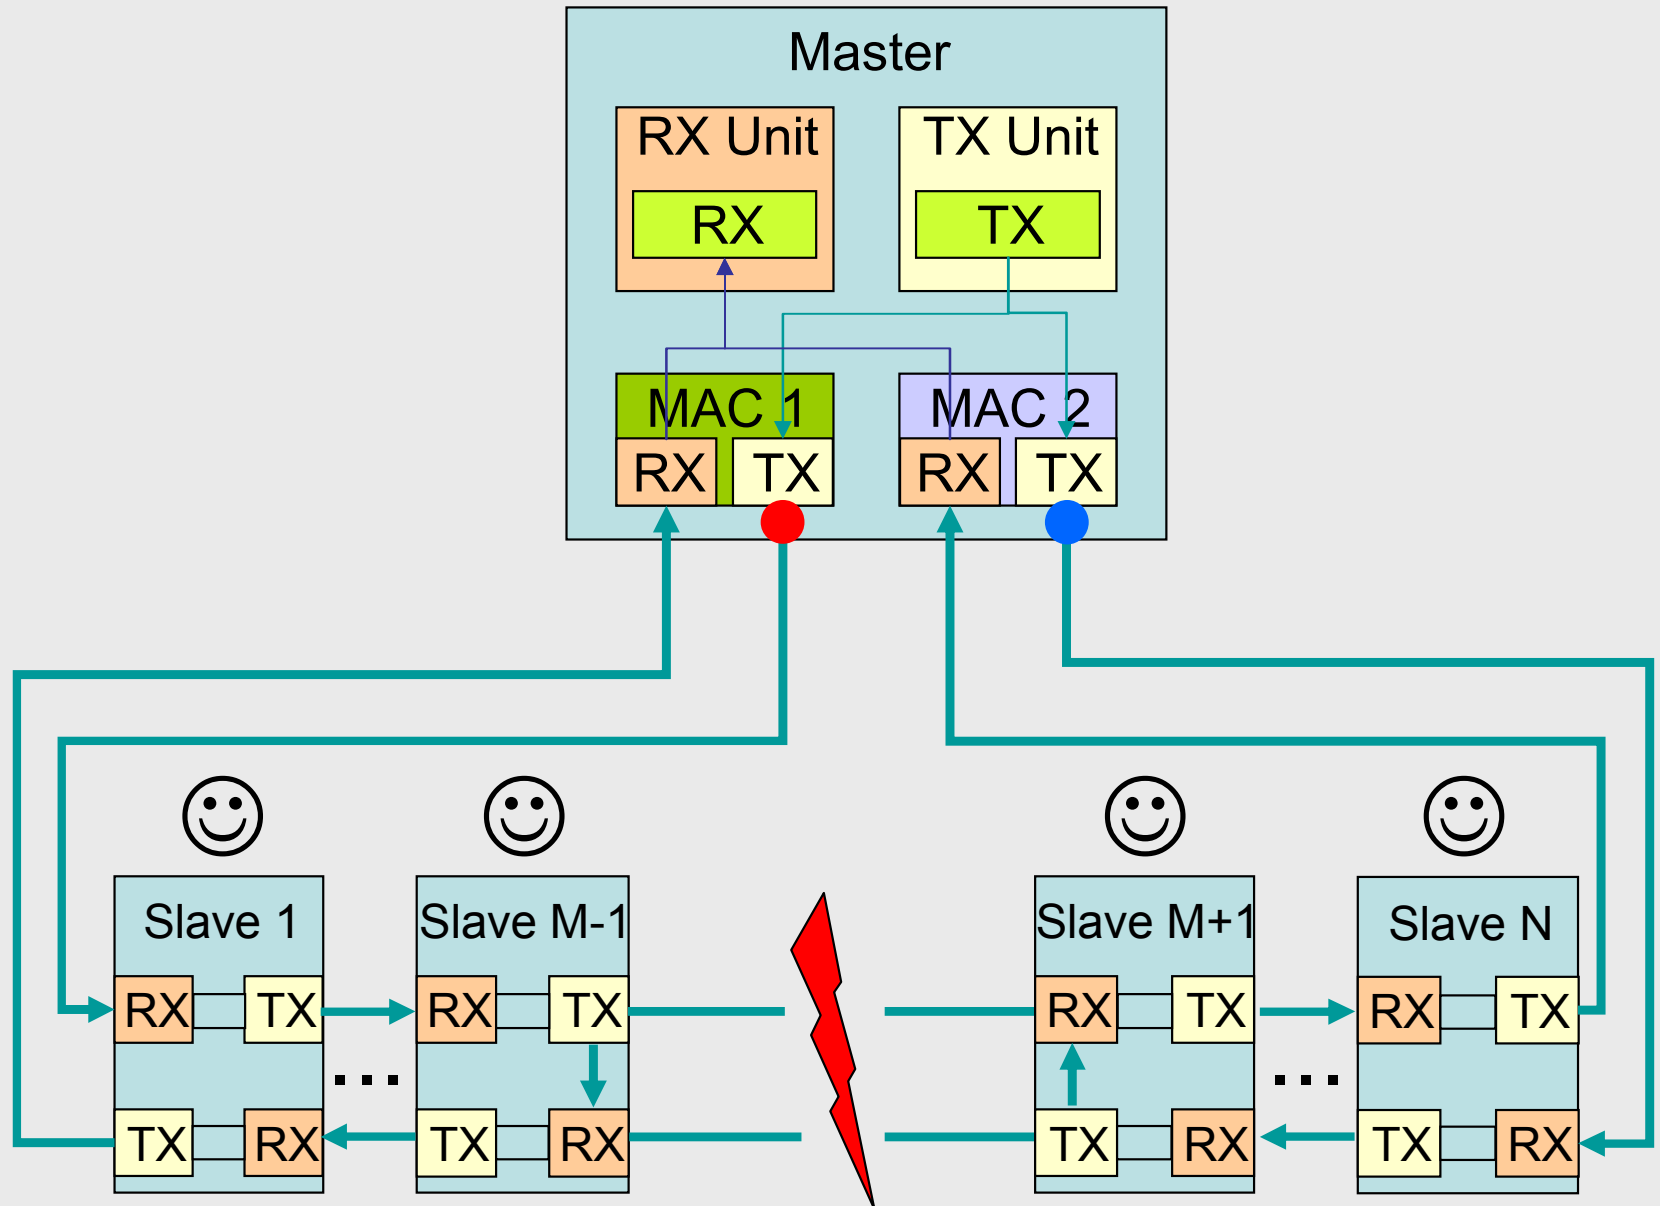 Master
RX Unit
TX Unit
RX
TX
MAC 1
MAC 2
RX
TX
RX
TX
Slave 1
Slave M-1
Slave M+1
Slave N
RX
TX
RX
TX
RX
TX
RX
TX
...
...
TX
RX
TX
RX
TX
RX
TX
RX